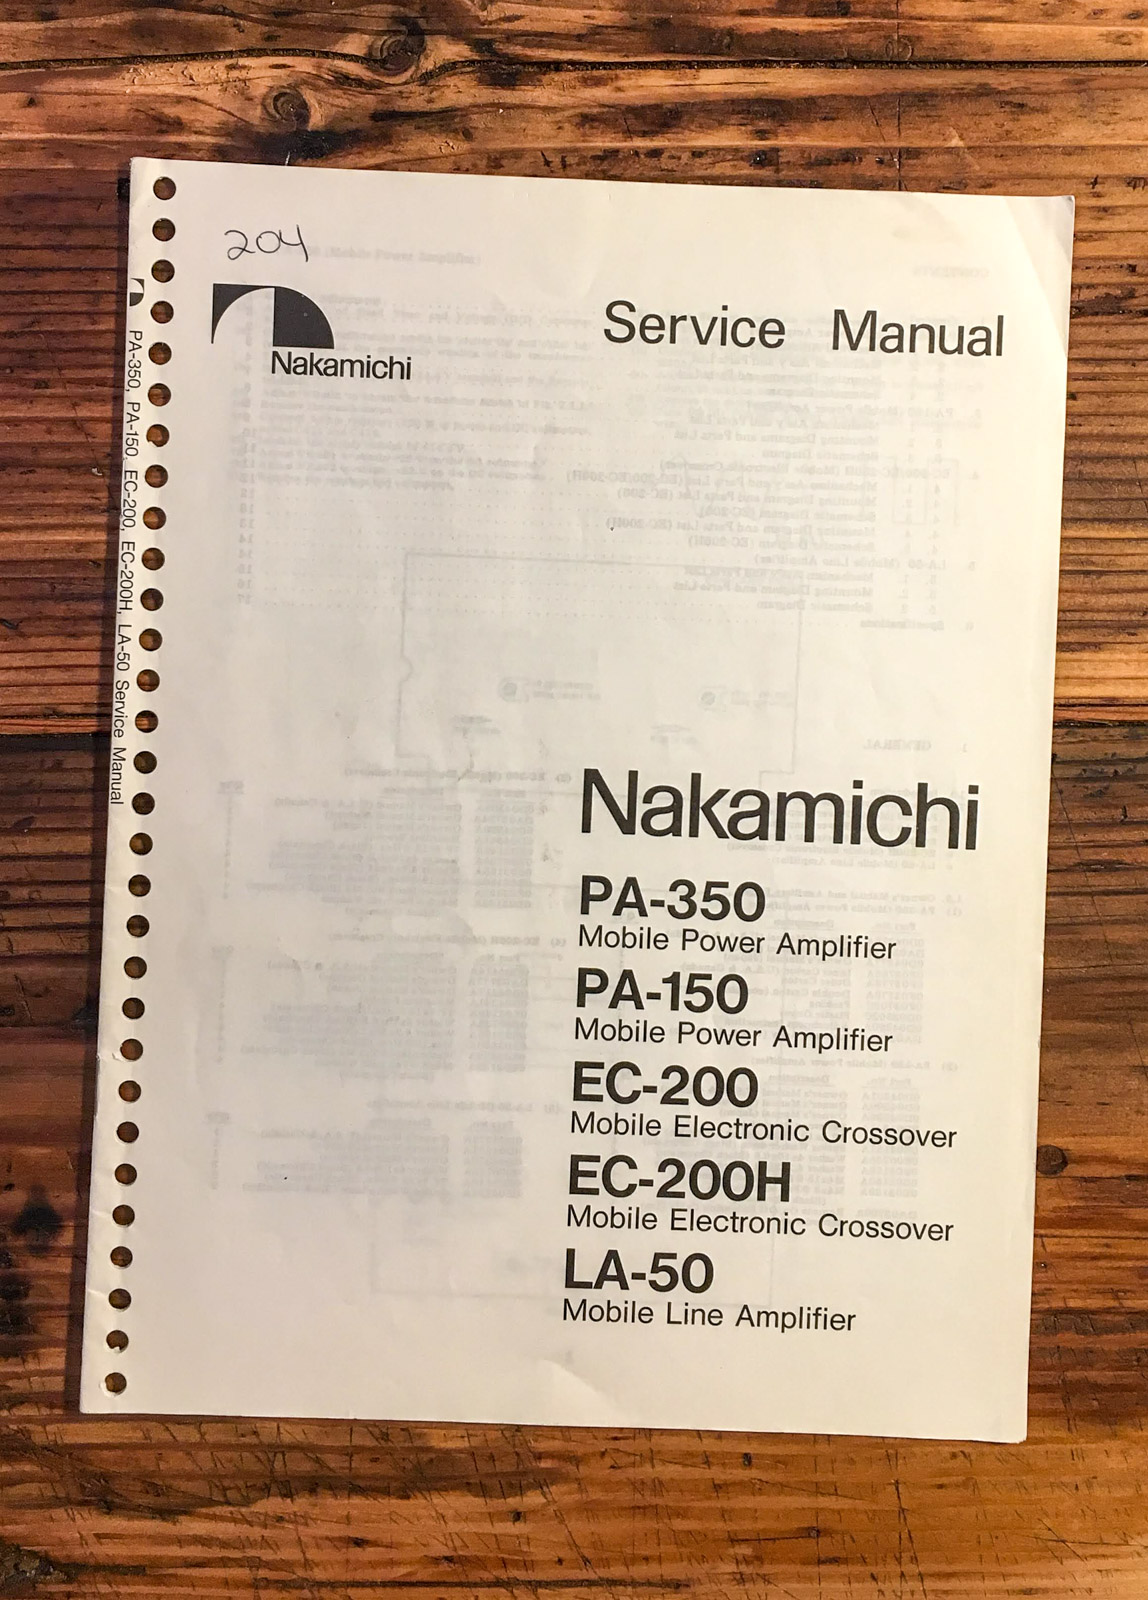 204
Nakamichi
Service Manual
PA-350, PA-150, EC-200, EC-200H, LA-50 Service Manual
Nakamichi
PA-350
Mobile Power Amplifier
PA-150
Mobile Power Amplifier
EC-200
Mobile Electronic Crossover
EC-200H
Mobile Electronic Crossover
LA-50
Mobile Line Amplifier